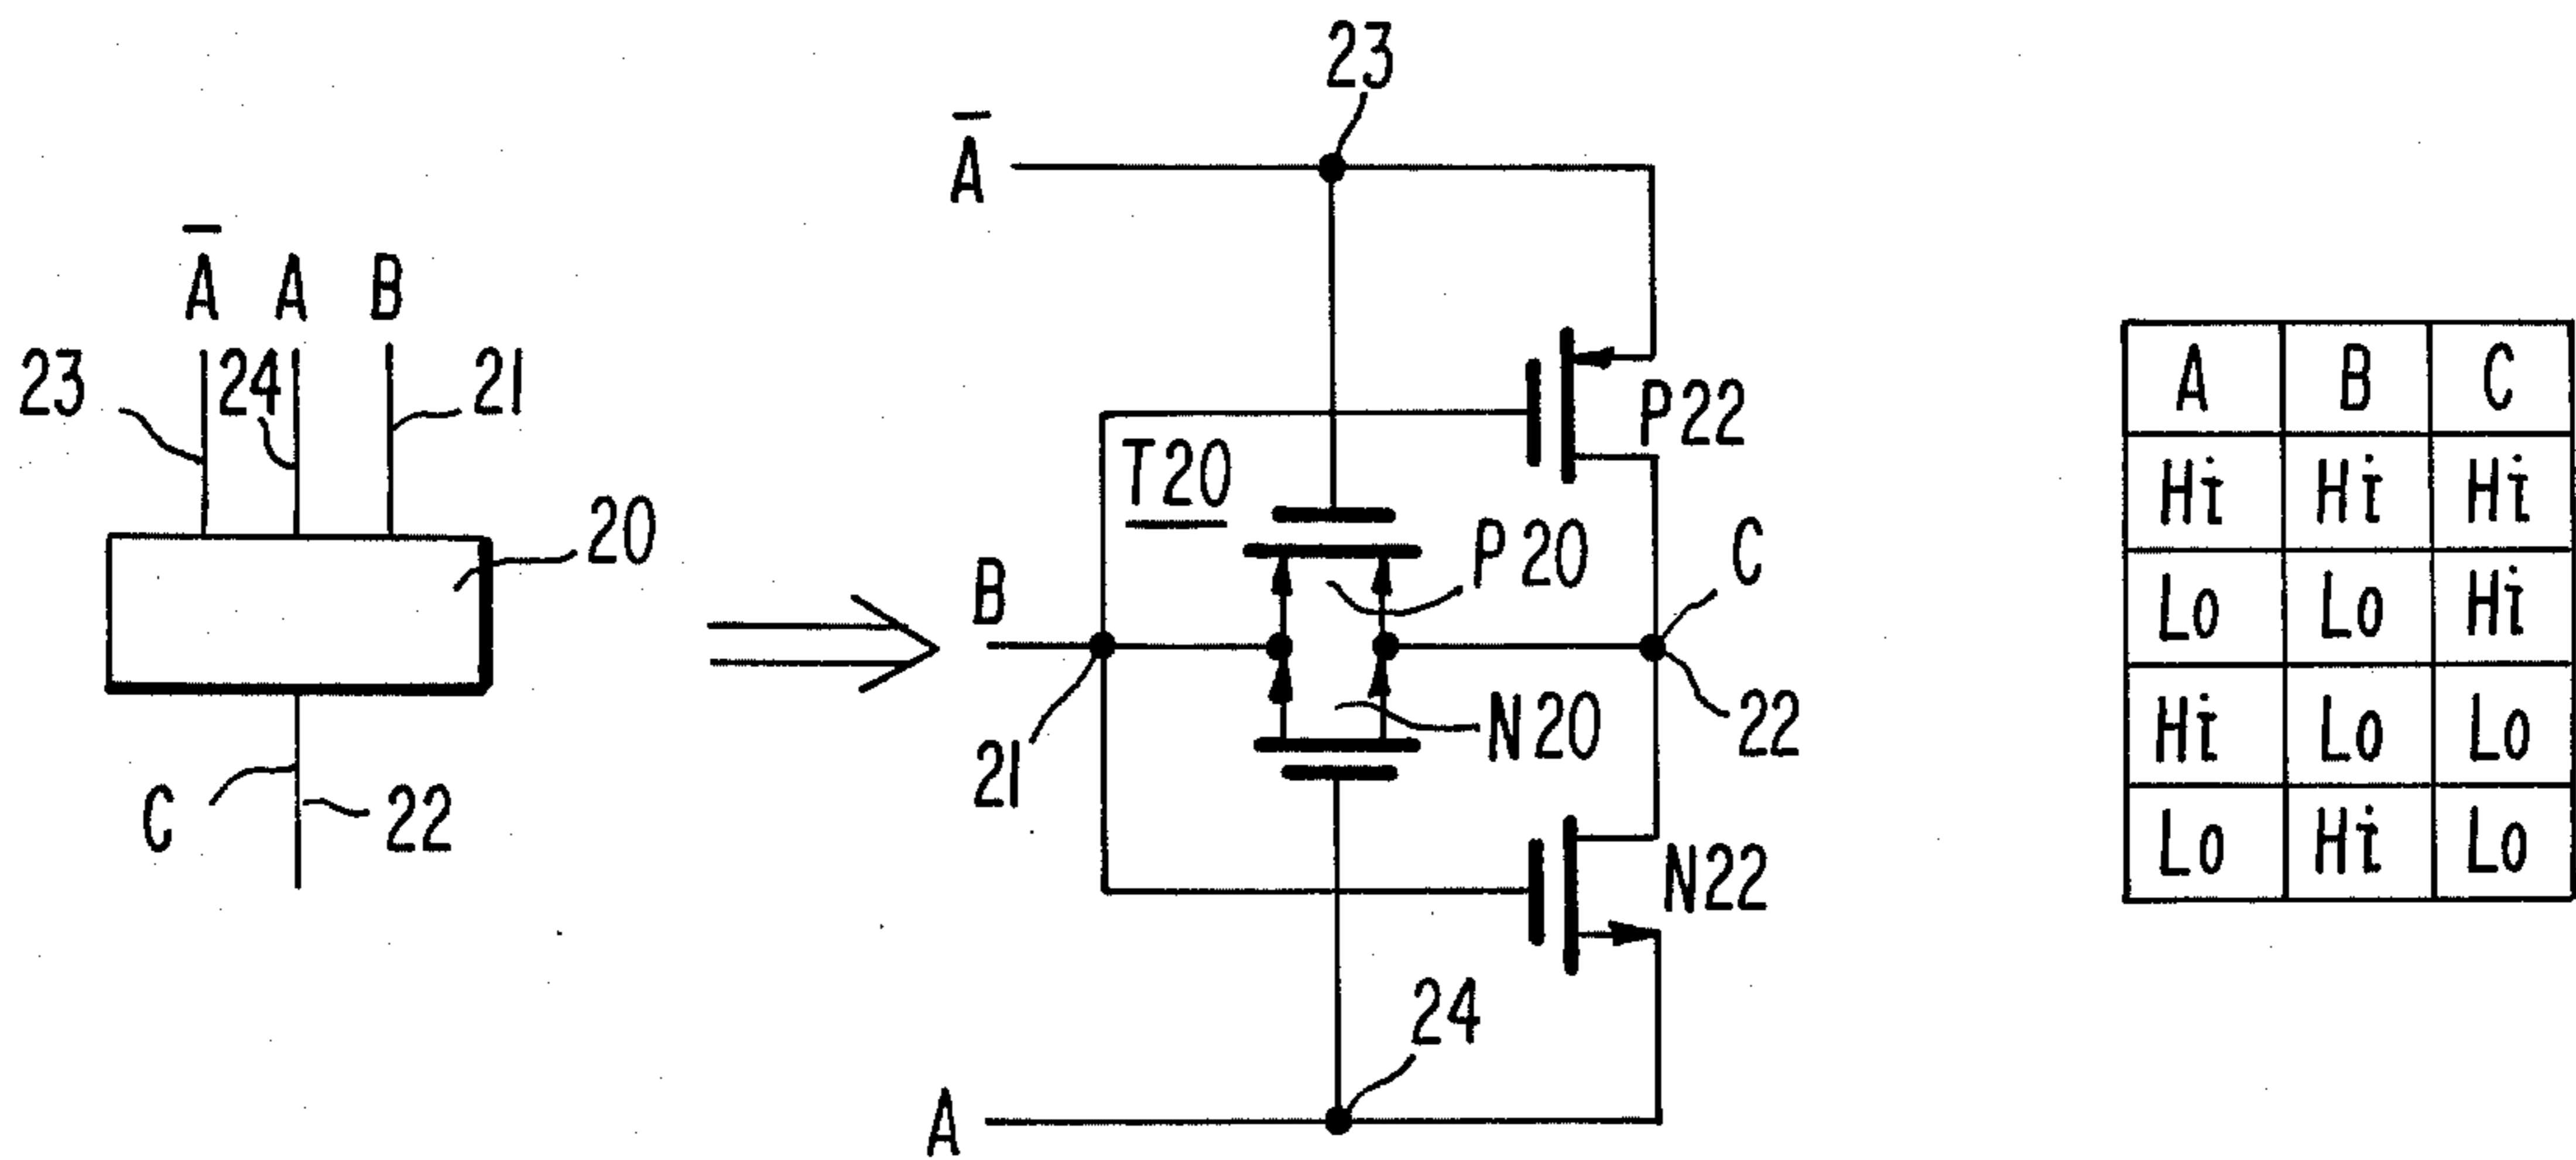 Ā A B
23 24 21
20
C 22
23
Ā
P22
T20
P20
B
C
21
N20
22
N22
24
A
A B C
Hi Hi Hi
Lo Lo Hi
Hi Lo Lo
Lo Hi Lo